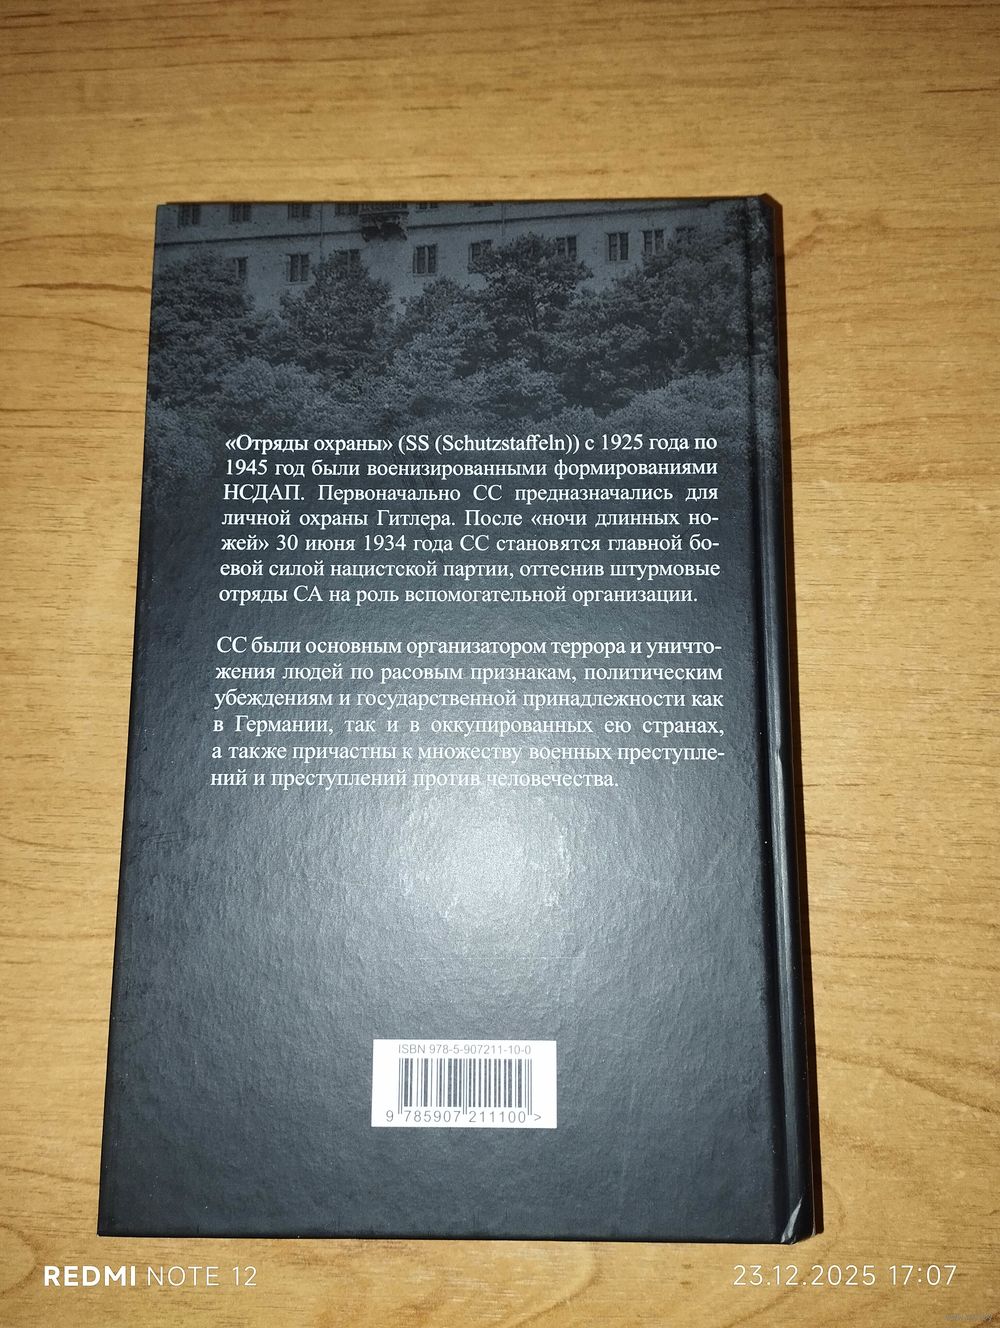 «Отряды охраны» (SS (Schutzstaffeln)) с 1925 года по
1945 год были военизированными формированиями
НСДАП. Первоначально СС предназначались для
личной охраны Гитлера. После «ночи длинных но-
жей» 30 июня 1934 года СС становятся главной бо-
евой силой нацистской партии, оттеснив штурмовые
отряды СА на роль вспомогательной организации.
СС были основным организатором террора и уничто-
жения людей по расовым признакам, политическим
убеждениям и государственной принадлежности как
в Германии, так и в оккупированных ею странах,
а также причастны к множеству военных преступле-
ний и преступлений против человечества.
ISBN 978-5-907211-10-0
9 785907 211100 >
REDMI NOTE 12
23.12.2025 17:07